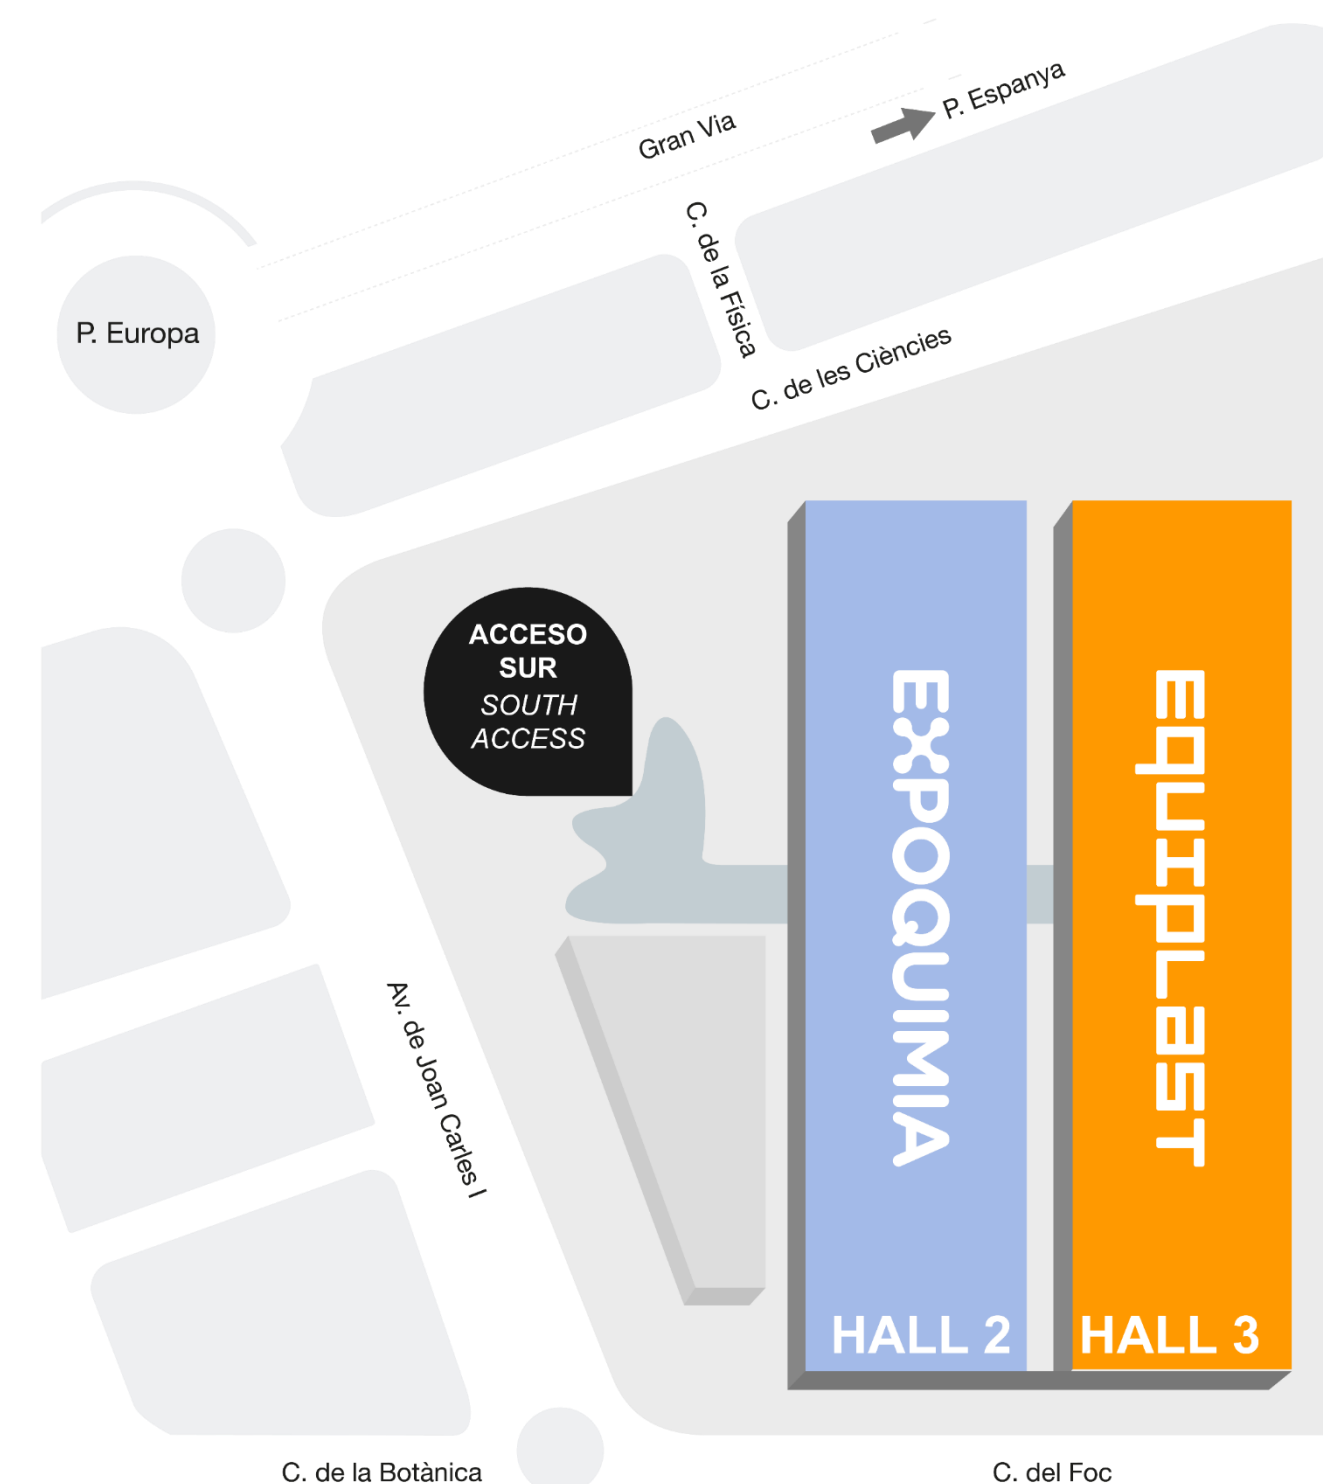 P. Espanya
Gran Via
C. de la Física
P. Europa
C. de les Ciències
ACCESO
SUR
SOUTH
ACCESS
EXPOQUIMIA
EQUIPLAST
Av. de Joan Carles I
HALL 2
HALL 3
C. de la Botànica
C. del Foc